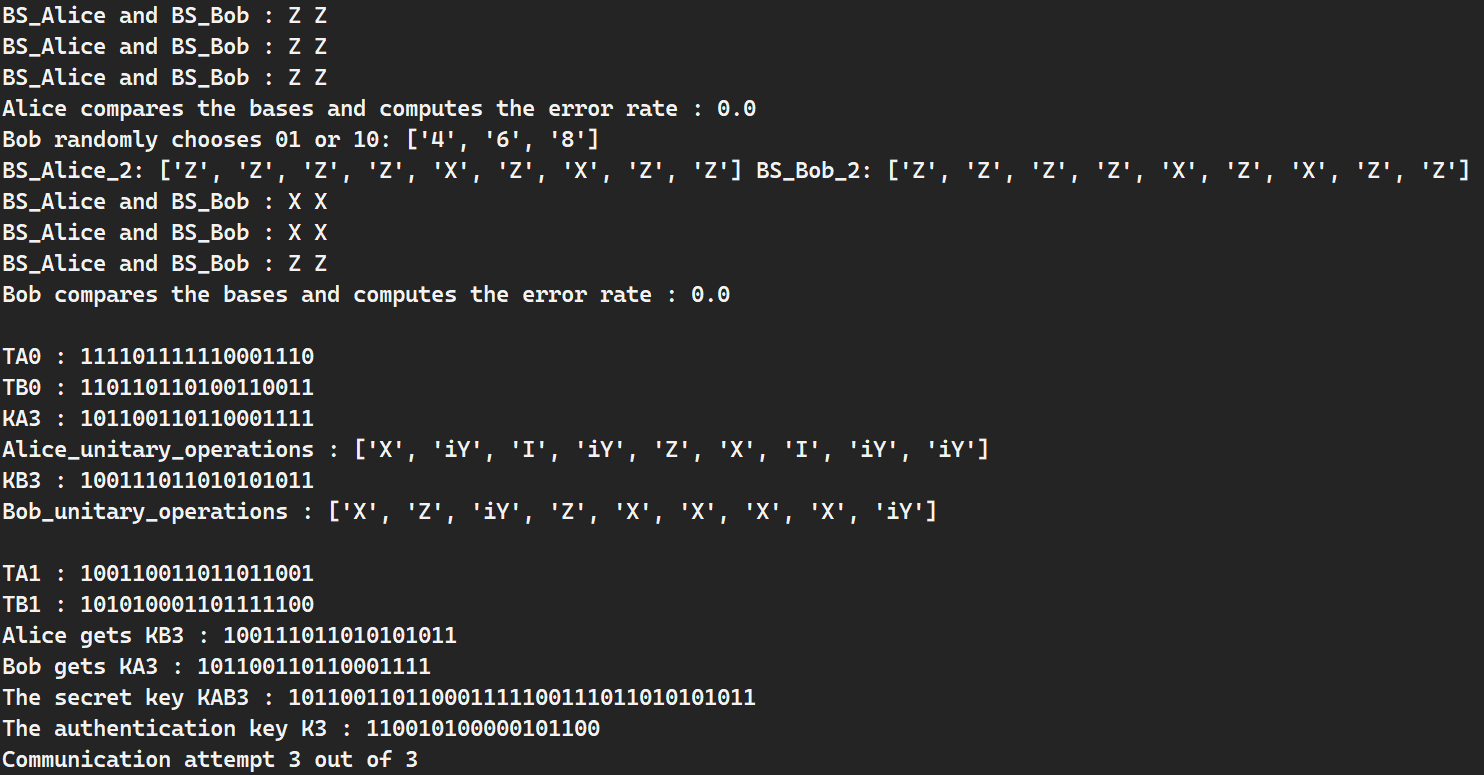 BS_Alice and BS_Bob : Z Z
BS_Alice and BS_Bob : Z Z
BS_Alice and BS_Bob : Z Z
Alice compares the bases and computes the error rate : 0.0
Bob randomly chooses 01 or 10: ['4', '6', '8']
BS_Alice_2: ['Z', 'Z', 'Z', 'Z', 'X', 'Z', 'X', 'Z', 'Z'] BS_Bob_2: ['Z', 'Z', 'Z', 'Z', 'X', 'Z', 'X', 'Z', 'Z']
BS_Alice and BS_Bob : X X
BS_Alice and BS_Bob : X X
BS_Alice and BS_Bob : Z Z
Bob compares the bases and computes the error rate : 0.0
TA0 : 111101111110001110
TB0 : 110110110100110011
KA3 : 101100110110001111
Alice_unitary_operations : ['X', 'iY', 'I', 'iY', 'Z', 'X', 'I', 'iY', 'iY']
KB3 : 100111011010101011
Bob_unitary_operations : ['X', 'Z', 'iY', 'Z', 'X', 'X', 'X', 'X', 'iY']
TA1 : 100110011011011001
TB1 : 101010001101111100
Alice gets KB3 : 100111011010101011
Bob gets KA3 : 101100110110001111
The secret key KAB3 : 101100110110001111100111011010101011
The authentication key K3 : 110010100000101100
Communication attempt 3 out of 3